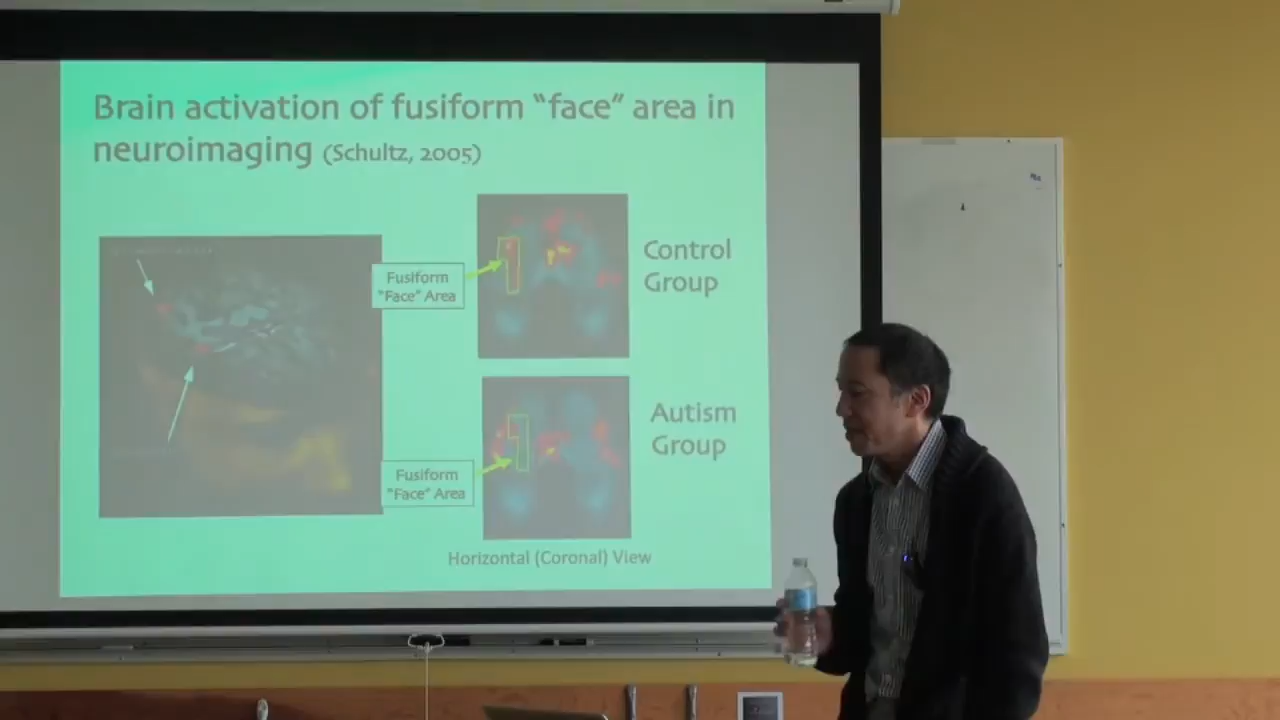 Brain activation of fusiform “face” area in
neuroimaging (Schultz, 2005)
Fusiform
“Face” Area
Control
Group
Autism
Group
Fusiform
“Face” Area
Horizontal (Coronal) View